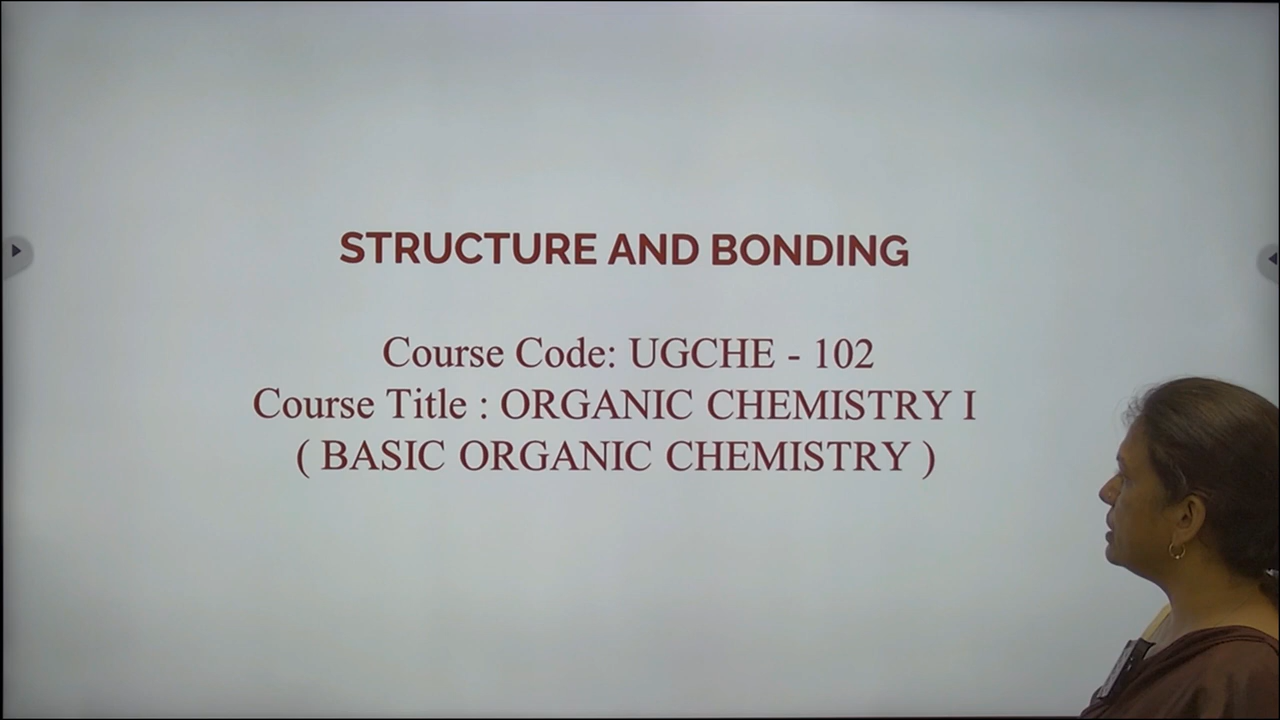 STRUCTURE AND BONDING
Course Code: UGCHE - 102
Course Title : ORGANIC CHEMISTRY I
( BASIC ORGANIC CHEMISTRY )